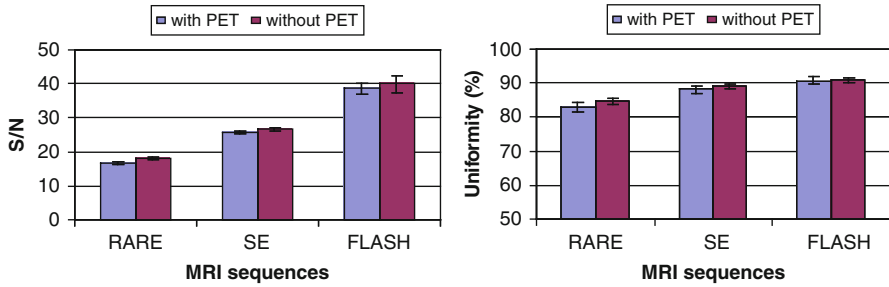 with PET without PET
S/N
50
40
30
20
10
0
RARE SE FLASH
MRI sequences
with PET without PET
Uniformity (%)
100
90
80
70
60
50
RARE SE FLASH
MRI sequences